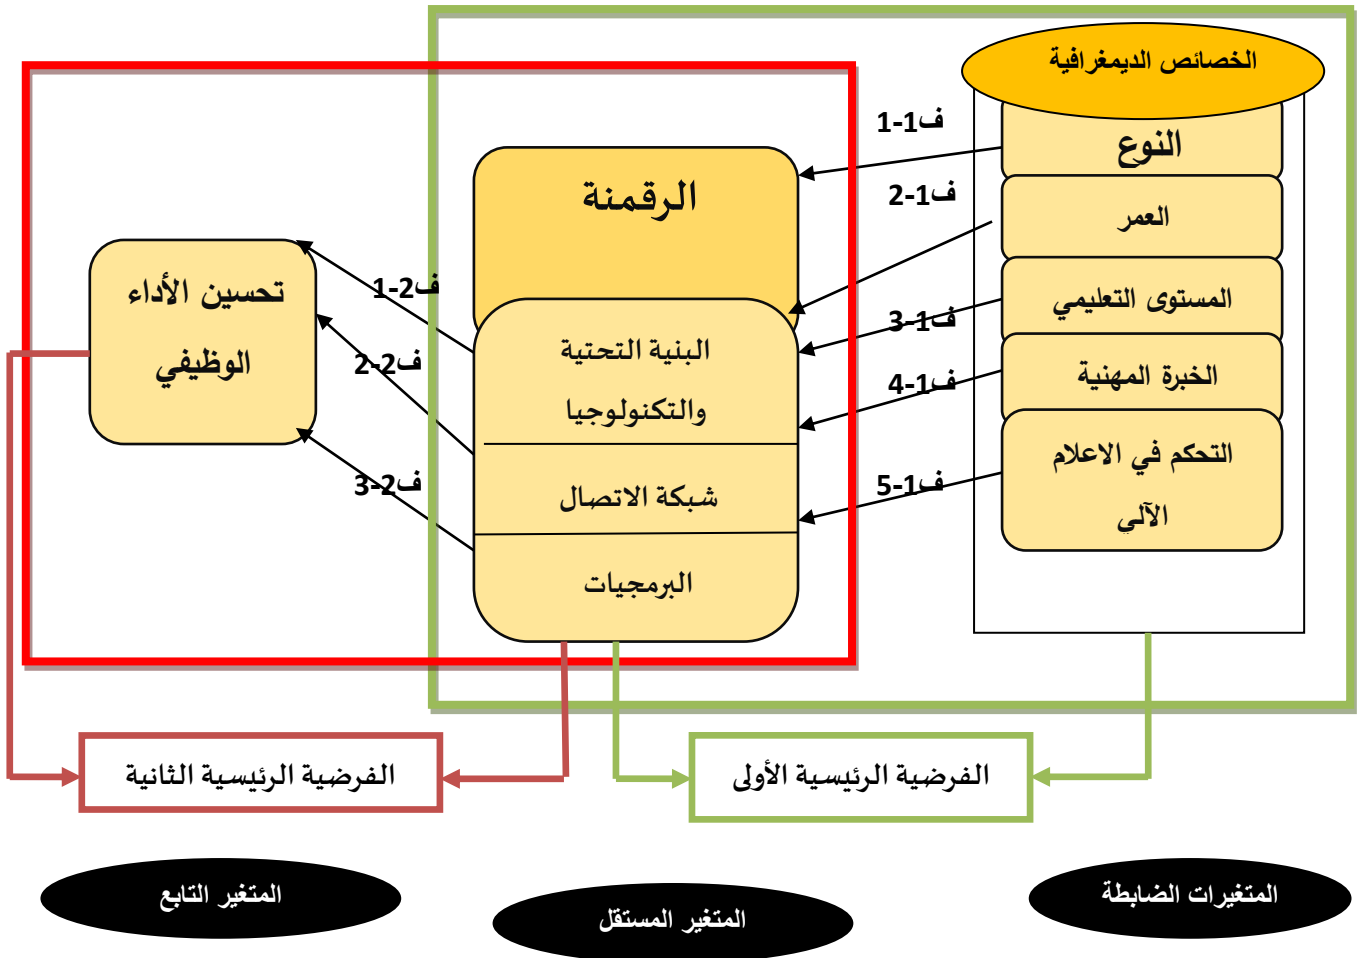 الخصائص الديمغرافية
النوع
العمر
المستوى التعليمي
الخبرة المهنية
التحكم في الاعلام
الآلي
ف1-1
ف1-2
ف1-3
ف1-4
ف1-5
الرقمنة
البنية التحتية
والتكنولوجيا
شبكة الاتصال
البرمجيات
ف2-1
ف2-2
ف2-3
تحسين الأداء
الوظيفي
الفرضية الرئيسية الأولى
الفرضية الرئيسية الثانية
المتغيرات الضابطة
المتغير المستقل
المتغير التابع